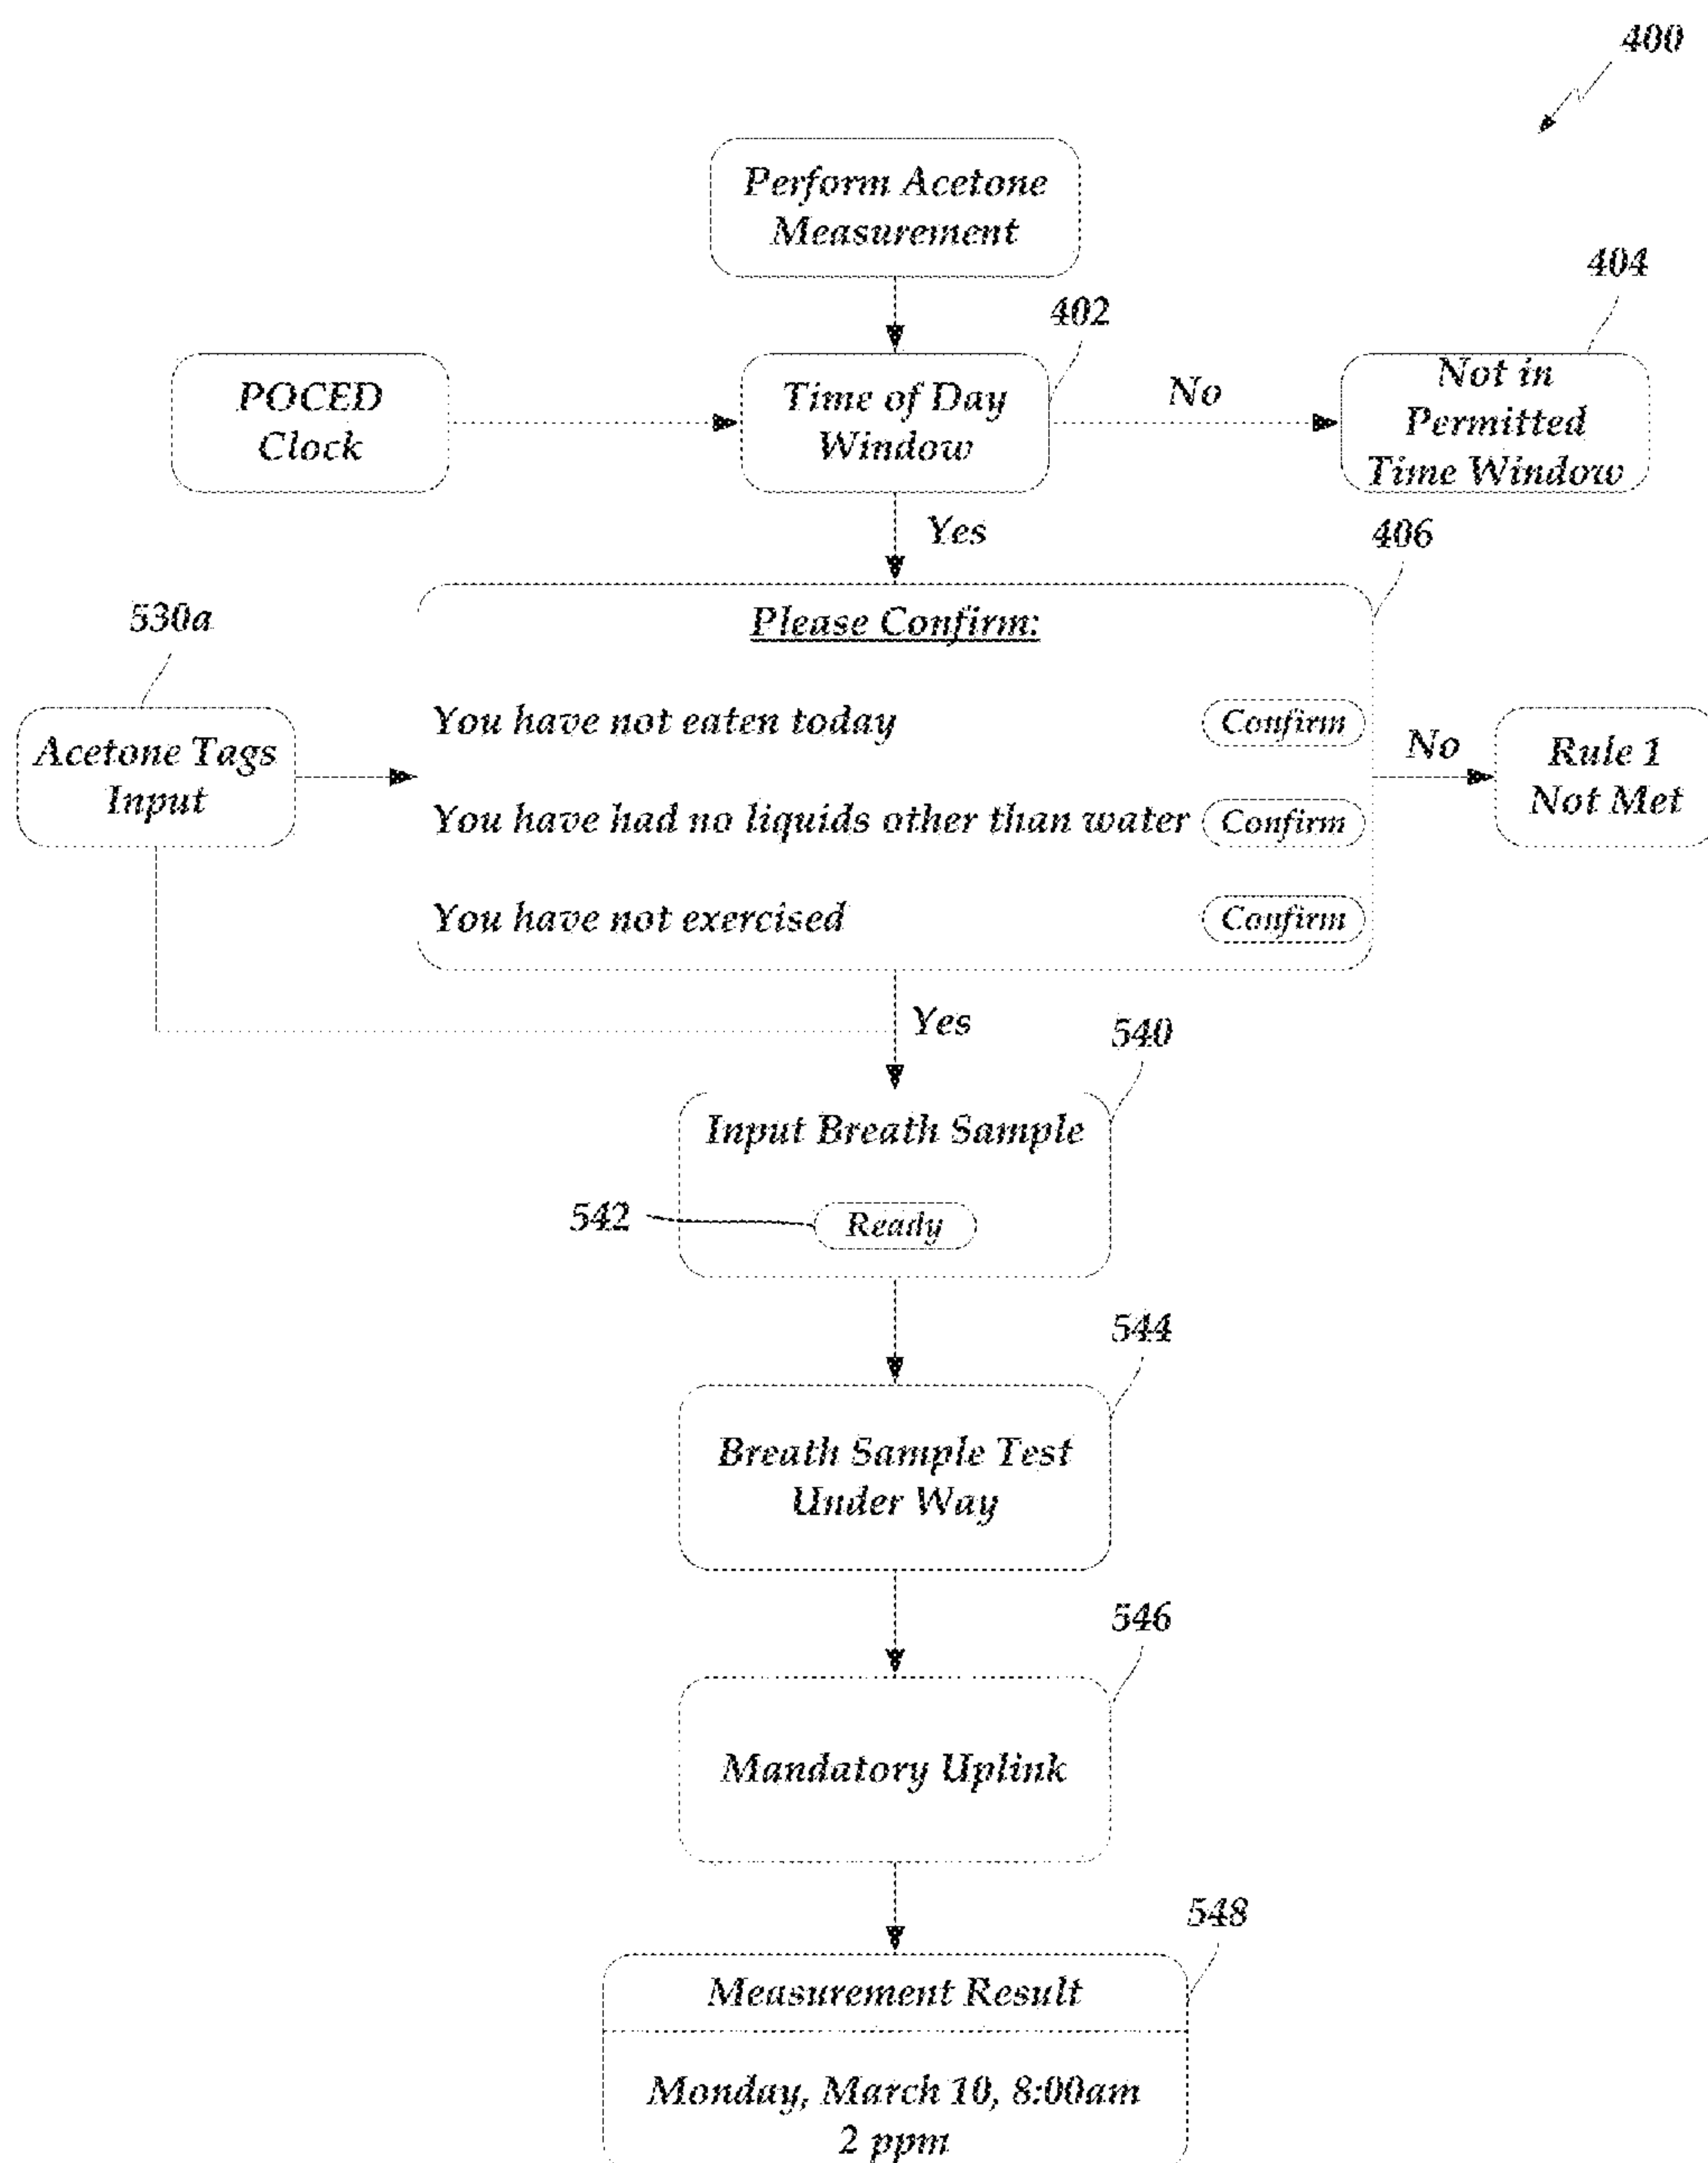 400
Perform Acetone
Measurement
402
404
POCED
Clock
Time of Day
Window
No
Not in
Permitted
Time Window
Yes
406
530a
Please Confirm:
Acetone Tags
Input
You have not eaten today
Confirm
You have had no liquids other than water
Confirm
You have not exercised
Confirm
No
Rule 1
Not Met
Yes
540
Input Breath Sample
542
Ready
544
Breath Sample Test
Under Way
546
Mandatory Uplink
548
Measurement Result
Monday, March 10, 8:00am
2 ppm